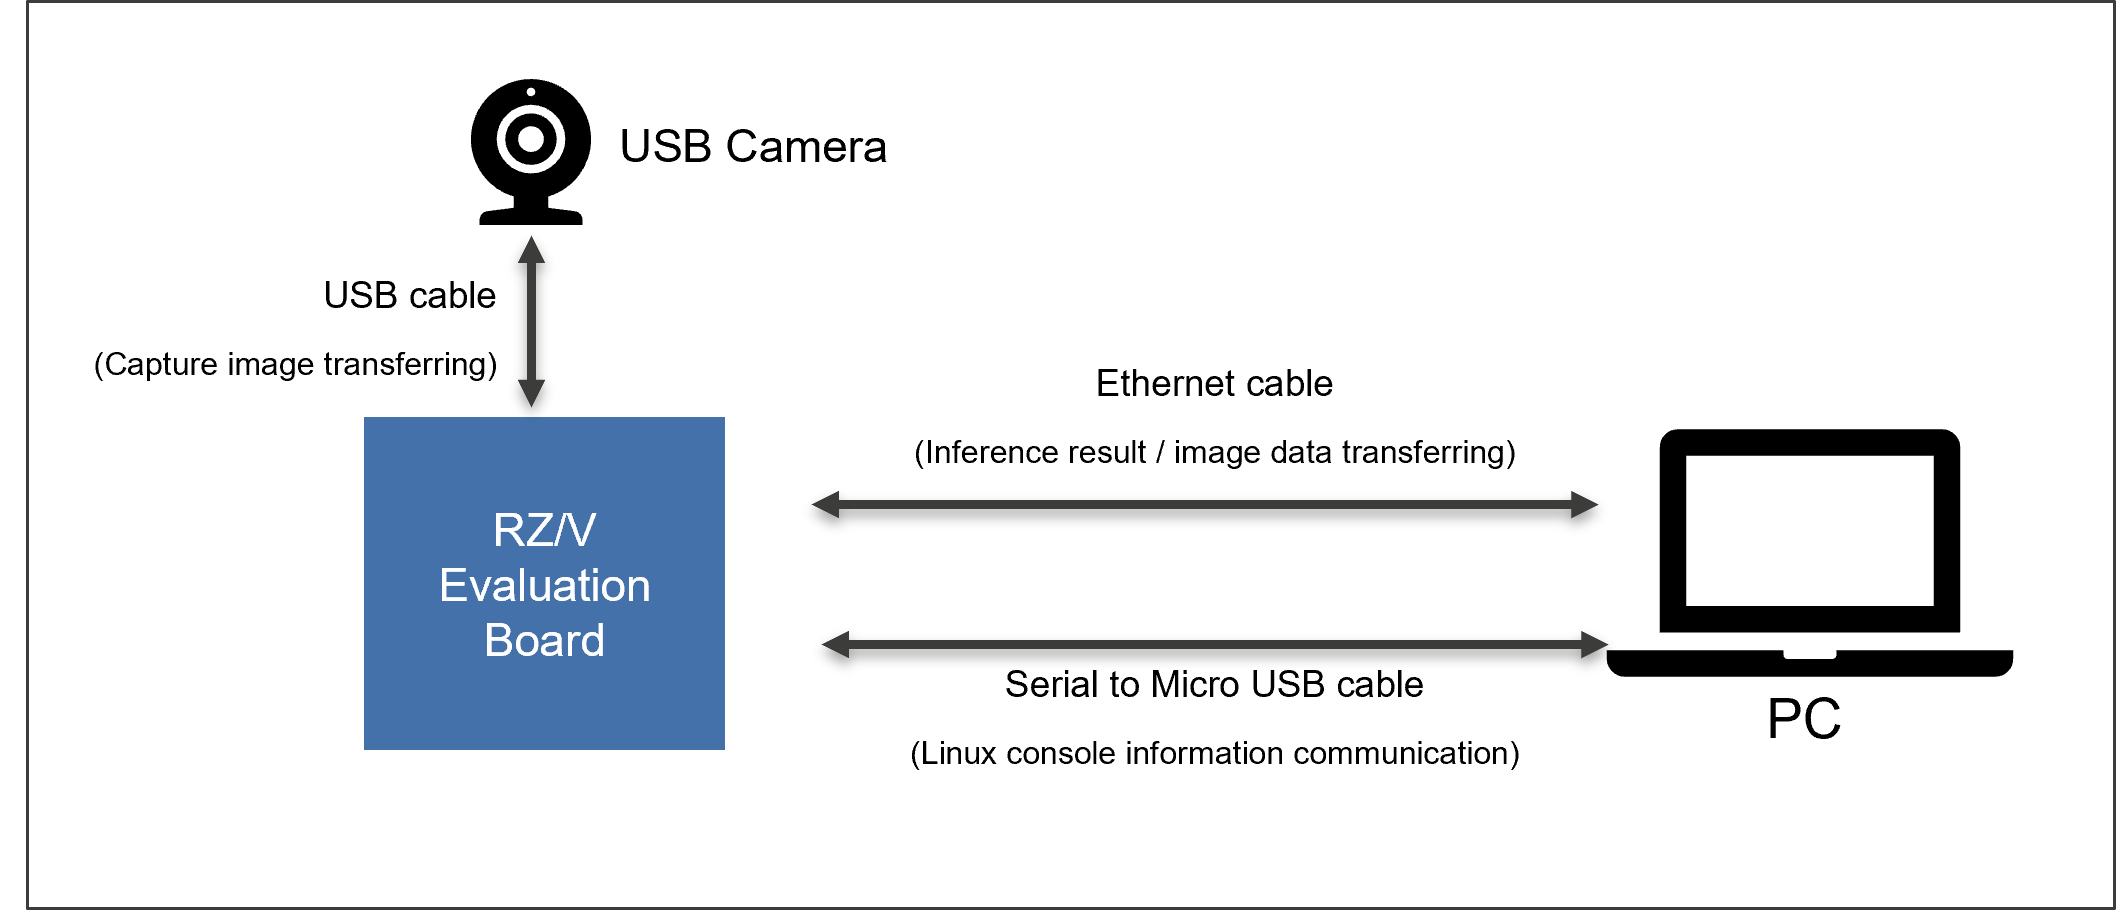 USB Camera
USB cable
(Capture image transferring)
Ethernet cable
(Inference result / image data transferring)
RZ/V
Evaluation
Board
Serial to Micro USB cable
(Linux console information communication)
PC